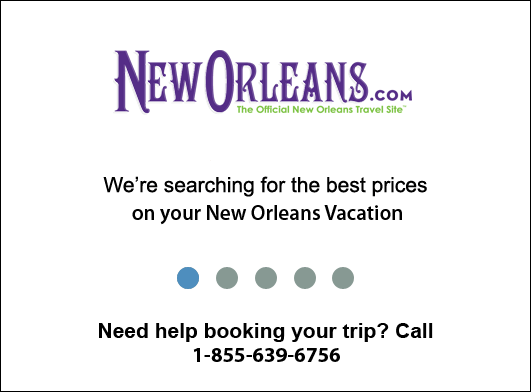 NEWORLEANS.COM
The Official New Orleans Travel Site™
We're searching for the best prices
on your New Orleans Vacation
Need help booking your trip? Call
1-855-639-6756